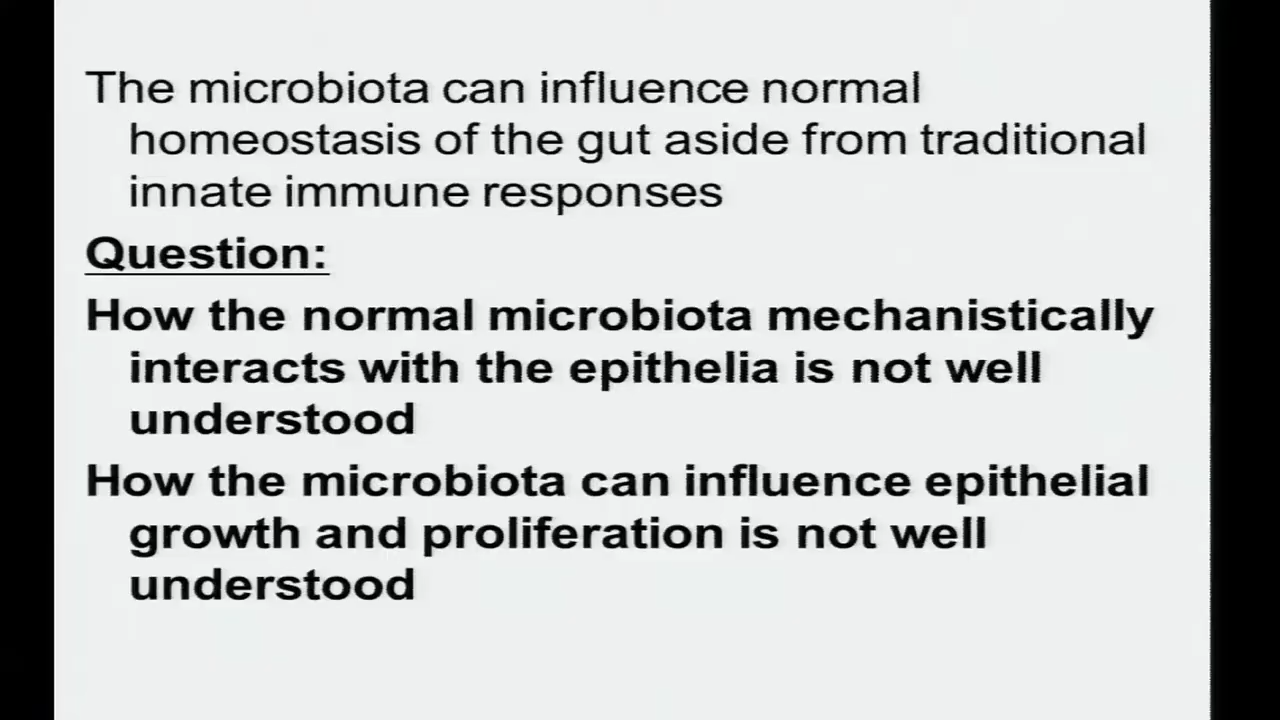 The microbiota can influence normal
homeostasis of the gut aside from traditional
innate immune responses
Question:
How the normal microbiota mechanistically
interacts with the epithelia is not well
understood
How the microbiota can influence epithelial
growth and proliferation is not well
understood